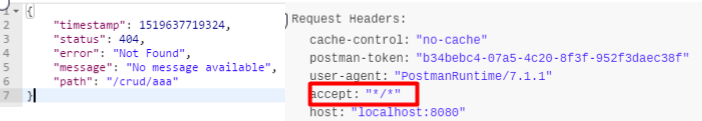 1 {
2 "timestamp": 1519637719324,
3 "status": 404,
4 "error": "Not Found",
5 "message": "No message available",
6 "path": "/crud/aaa"
7 }
Request Headers:
cache-control: "no-cache"
postman-token: "b34bebc4-07a5-4c20-8f3f-952f3daec38f"
user-agent: "PostmanRuntime/7.1.1"
accept: "*/*"
host: "localhost:8080"